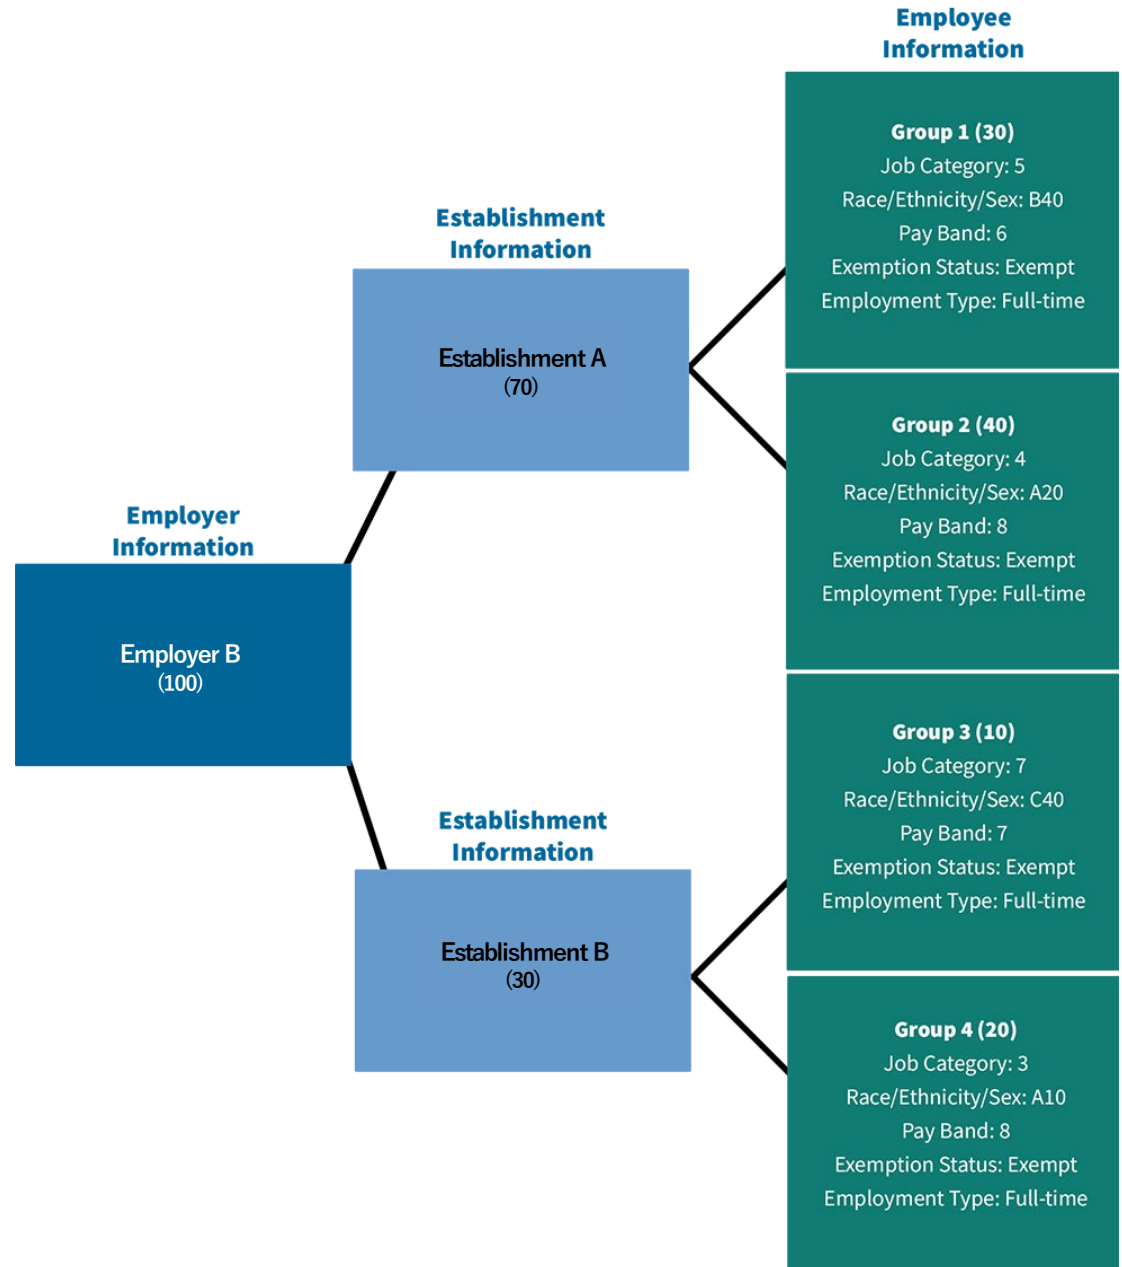 Employee
Information
Group 1 (30)
Job Category: 5
Race/Ethnicity/Sex: B40
Pay Band: 6
Exemption Status: Exempt
Employment Type: Full-time
Establishment
Information
Establishment A
(70)
Group 2 (40)
Job Category: 4
Race/Ethnicity/Sex: A20
Pay Band: 8
Exemption Status: Exempt
Employment Type: Full-time
Employer
Information
Employer B
(100)
Group 3 (10)
Job Category: 7
Race/Ethnicity/Sex: C40
Pay Band: 7
Exemption Status: Exempt
Employment Type: Full-time
Establishment
Information
Establishment B
(30)
Group 4 (20)
Job Category: 3
Race/Ethnicity/Sex: A10
Pay Band: 8
Exemption Status: Exempt
Employment Type: Full-time